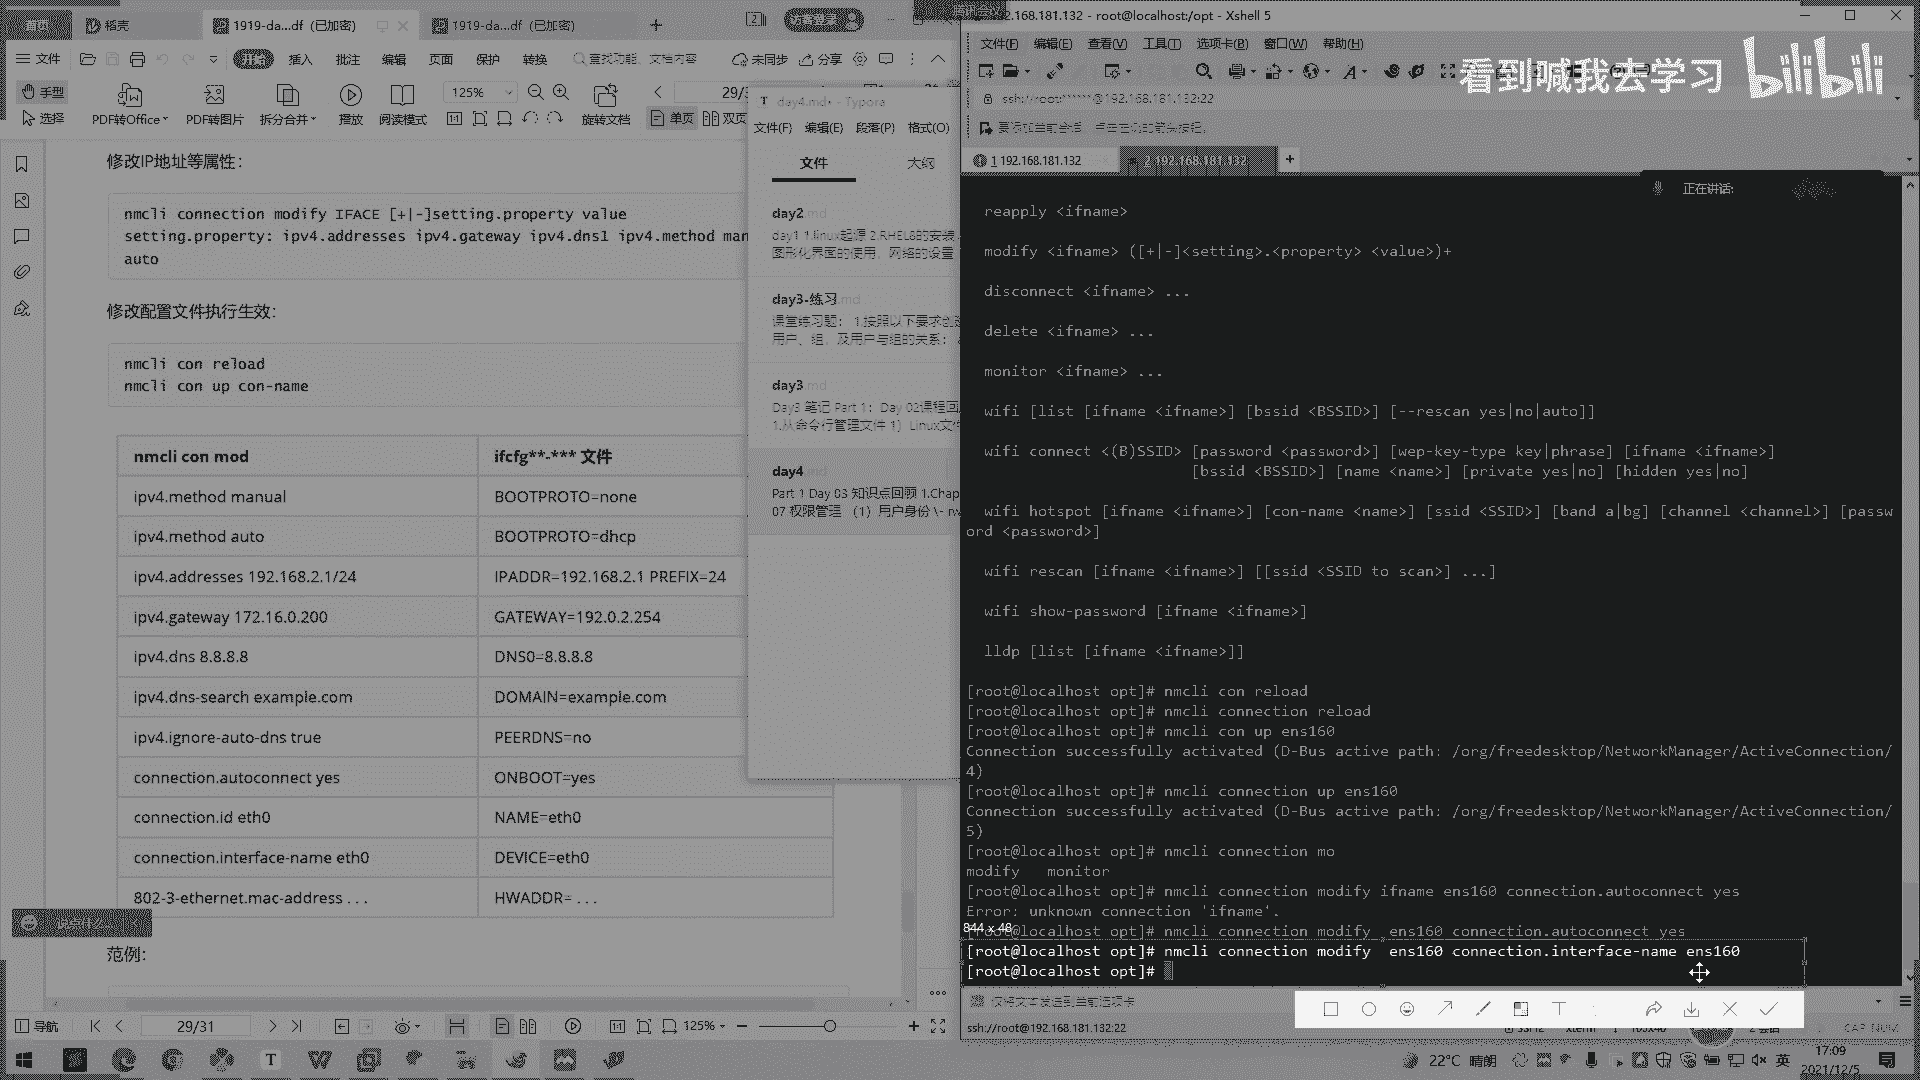 首页
稻壳
1919-da...df (已加密)
1919-da...df (已加密)
访客登录
文件
开始
插入
批注
编辑
页面
保护
转换
查找功能、文档内容
未同步
分享
手型
选择
PDF转Office
PDF转图片
拆分合并
播放
阅读模式
125%
旋转文档
单页
双页
修改IP地址等属性:
nmcli connection modify IFACE [+|-]setting.property value
setting.property: ipv4.addresses ipv4.gateway ipv4.dns1 ipv4.method man
auto
修改配置文件执行生效:
nmcli con reload
nmcli con up con-name
nmcli con mod ifcfg**-*** 文件
ipv4.method manual BOOTPROTO=none
ipv4.method auto BOOTPROTO=dhcp
ipv4.addresses 192.168.2.1/24 IPADDR=192.168.2.1 PREFIX=24
ipv4.gateway 172.16.0.200 GATEWAY=192.0.2.254
ipv4.dns 8.8.8.8 DNS0=8.8.8.8
ipv4.dns-search example.com DOMAIN=example.com
ipv4.ignore-auto-dns true PEERDNS=no
connection.autoconnect yes ONBOOT=yes
connection.id eth0 NAME=eth0
connection.interface-name eth0 DEVICE=eth0
802-3-ethernet.mac-address . . . HWADDR= . . .
范例:
导航
29/31
125%
day4.md• - Typora
文件(F) 编辑(E) 段落(P) 格式(O)
文件 大纲
day2.md
day1 1.linux起源 2.RHEL8的安装、
图形化界面的使用、网络的设置
day3-练习.md
课堂练习题: 1.按照以下要求创建
用户、组，及用户与组的关系:
day3.md
Day3 笔记 Part 1: Day 02课程回
1.从命令行管理文件 1) Linux文件
day4.md
Part 1 Day 03 知识点回顾 1.Chap
07 权限管理 （1）用户身份 \- rw
192.168.181.132 - root@localhost:/opt - Xshell 5
文件(F) 编辑(E) 查看(V) 工具(T) 选项卡(B) 窗口(W) 帮助(H)
看到喊我去学习 bilibili
ssh://root:******@192.168.181.132:22
要添加当前会话，点击左边的箭头按钮。
1 192.168.181.132
2 192.168.181.132
正在讲话:
reapply <ifname>
modify <ifname> ([+|-]<setting>.<property> <value>)+
disconnect <ifname> ...
delete <ifname> ...
monitor <ifname> ...
wifi [list [ifname <ifname>] [bssid <BSSID>] [--rescan yes|no|auto]]
wifi connect <(B)SSID> [password <password>] [wep-key-type key|phrase] [ifname <ifname>]
[bssid <BSSID>] [name <name>] [private yes|no] [hidden yes|no]
wifi hotspot [ifname <ifname>] [con-name <name>] [ssid <SSID>] [band a|bg] [channel <channel>] [passw
ord <password>]
wifi rescan [ifname <ifname>] [[ssid <SSID to scan>] ...]
wifi show-password [ifname <ifname>]
lldp [list [ifname <ifname>]]
[root@localhost opt]# nmcli con reload
[root@localhost opt]# nmcli connection reload
[root@localhost opt]# nmcli con up ens160
Connection successfully activated (D-Bus active path: /org/freedesktop/NetworkManager/ActiveConnection/
4)
[root@localhost opt]# nmcli connection up ens160
Connection successfully activated (D-Bus active path: /org/freedesktop/NetworkManager/ActiveConnection/
5)
[root@localhost opt]# nmcli connection mo
modify monitor
[root@localhost opt]# nmcli connection modify ifname ens160 connection.autoconnect yes
Error: unknown connection 'ifname'.
844 x 48
[root@localhost opt]# nmcli connection modify ens160 connection.autoconnect yes
[root@localhost opt]# nmcli connection modify ens160 connection.interface-name ens160
[root@localhost opt]#
仅将文本发送到当前选项卡
ssh://root@192.168.181.132:22
CAP NUM
22°C 晴朗
英
17:09
2021/12/5